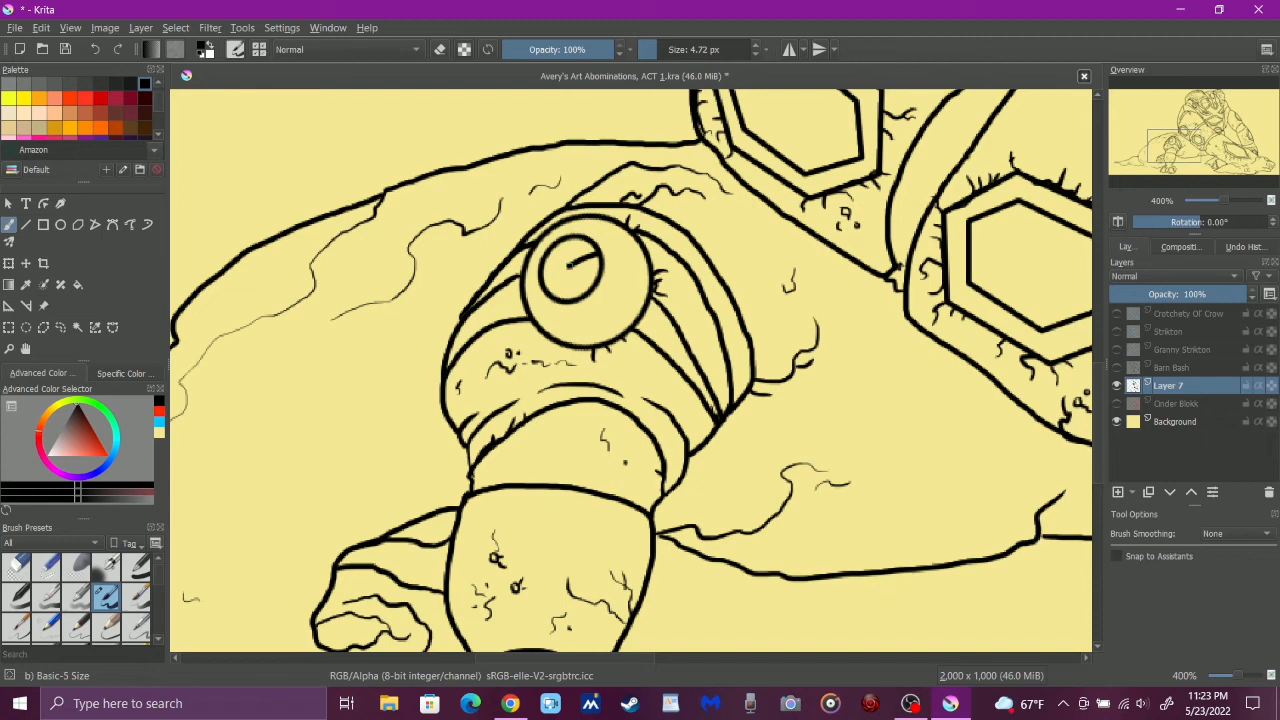 * - Krita
File Edit View Image Layer Select Filter Tools Settings Window Help
Normal Opacity: 100% Size: 4.72 px
Palette
Avery's Art Abominations, ACT 1.kra (46.0 MiB) *
Overview
Amazon
Default
400%
Rotation: 0.00°
Lay... Compositi... Undo Hist...
Layers
Normal
Opacity: 100%
Crotchety Ol' Crow
Strikton
Granny Strikton
Barn Bash
Layer 7
Cinder Blokk
Background
Advanced Color ... Specific Color ...
Advanced Color Selector
Tool Options
Brush Smoothing: None
Snap to Assistants
Brush Presets
All Tag
Search
b) Basic-5 Size RGB/Alpha (8-bit integer/channel) sRGB-elle-V2-srgbtrc.icc 2,000 x 1,000 (46.0 MiB) 400%
Type here to search
67°F
11:23 PM
5/23/2022